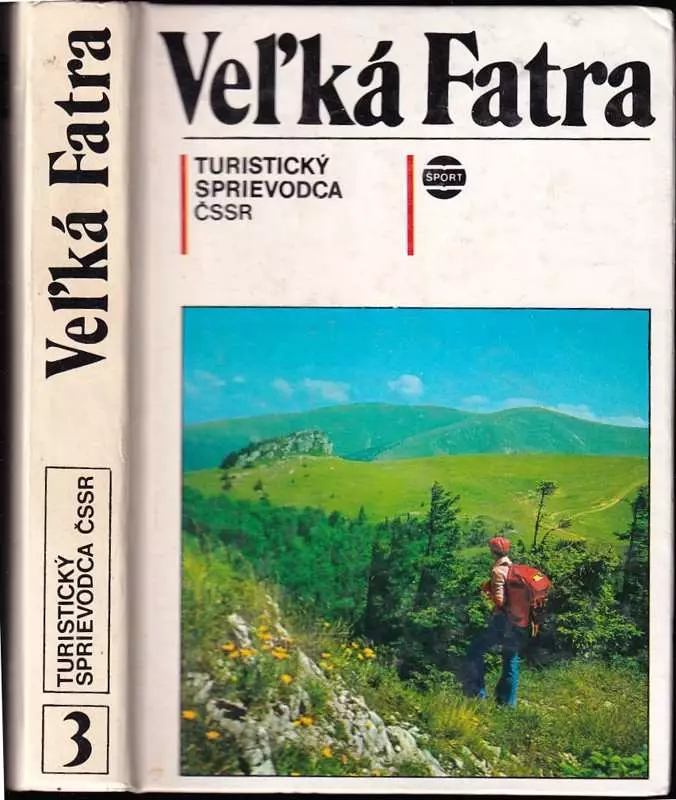 Veľká Fatra
TURISTICKÝ
SPRIEVODCA
ČSSR
ŠPORT
Veľká Fatra
TURISTICKÝ
SPRIEVODCA ČSSR
3